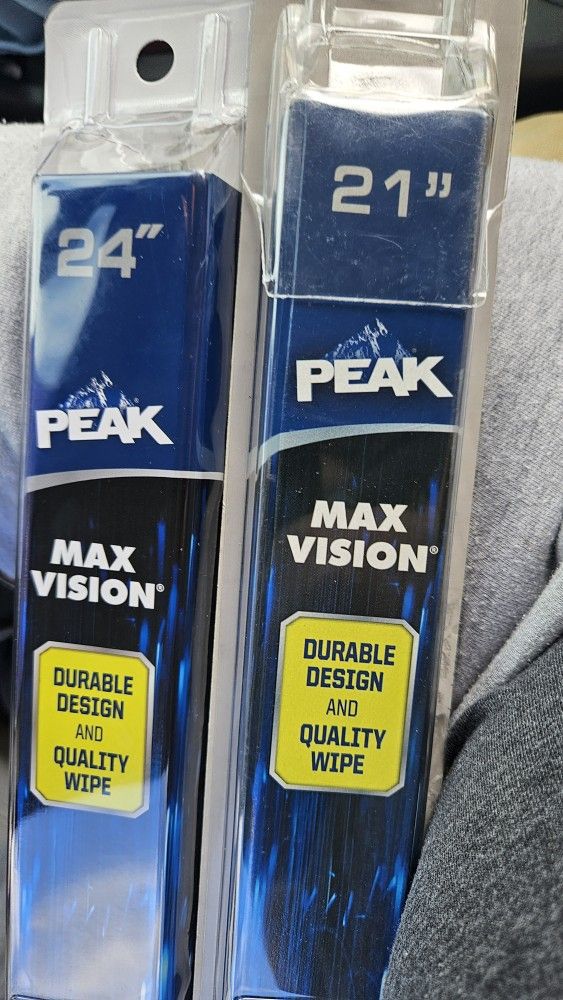 24"
PEAK
MAX
VISION®
DURABLE
DESIGN
AND
QUALITY
WIPE
21"
PEAK
MAX
VISION®
DURABLE
DESIGN
AND
QUALITY
WIPE